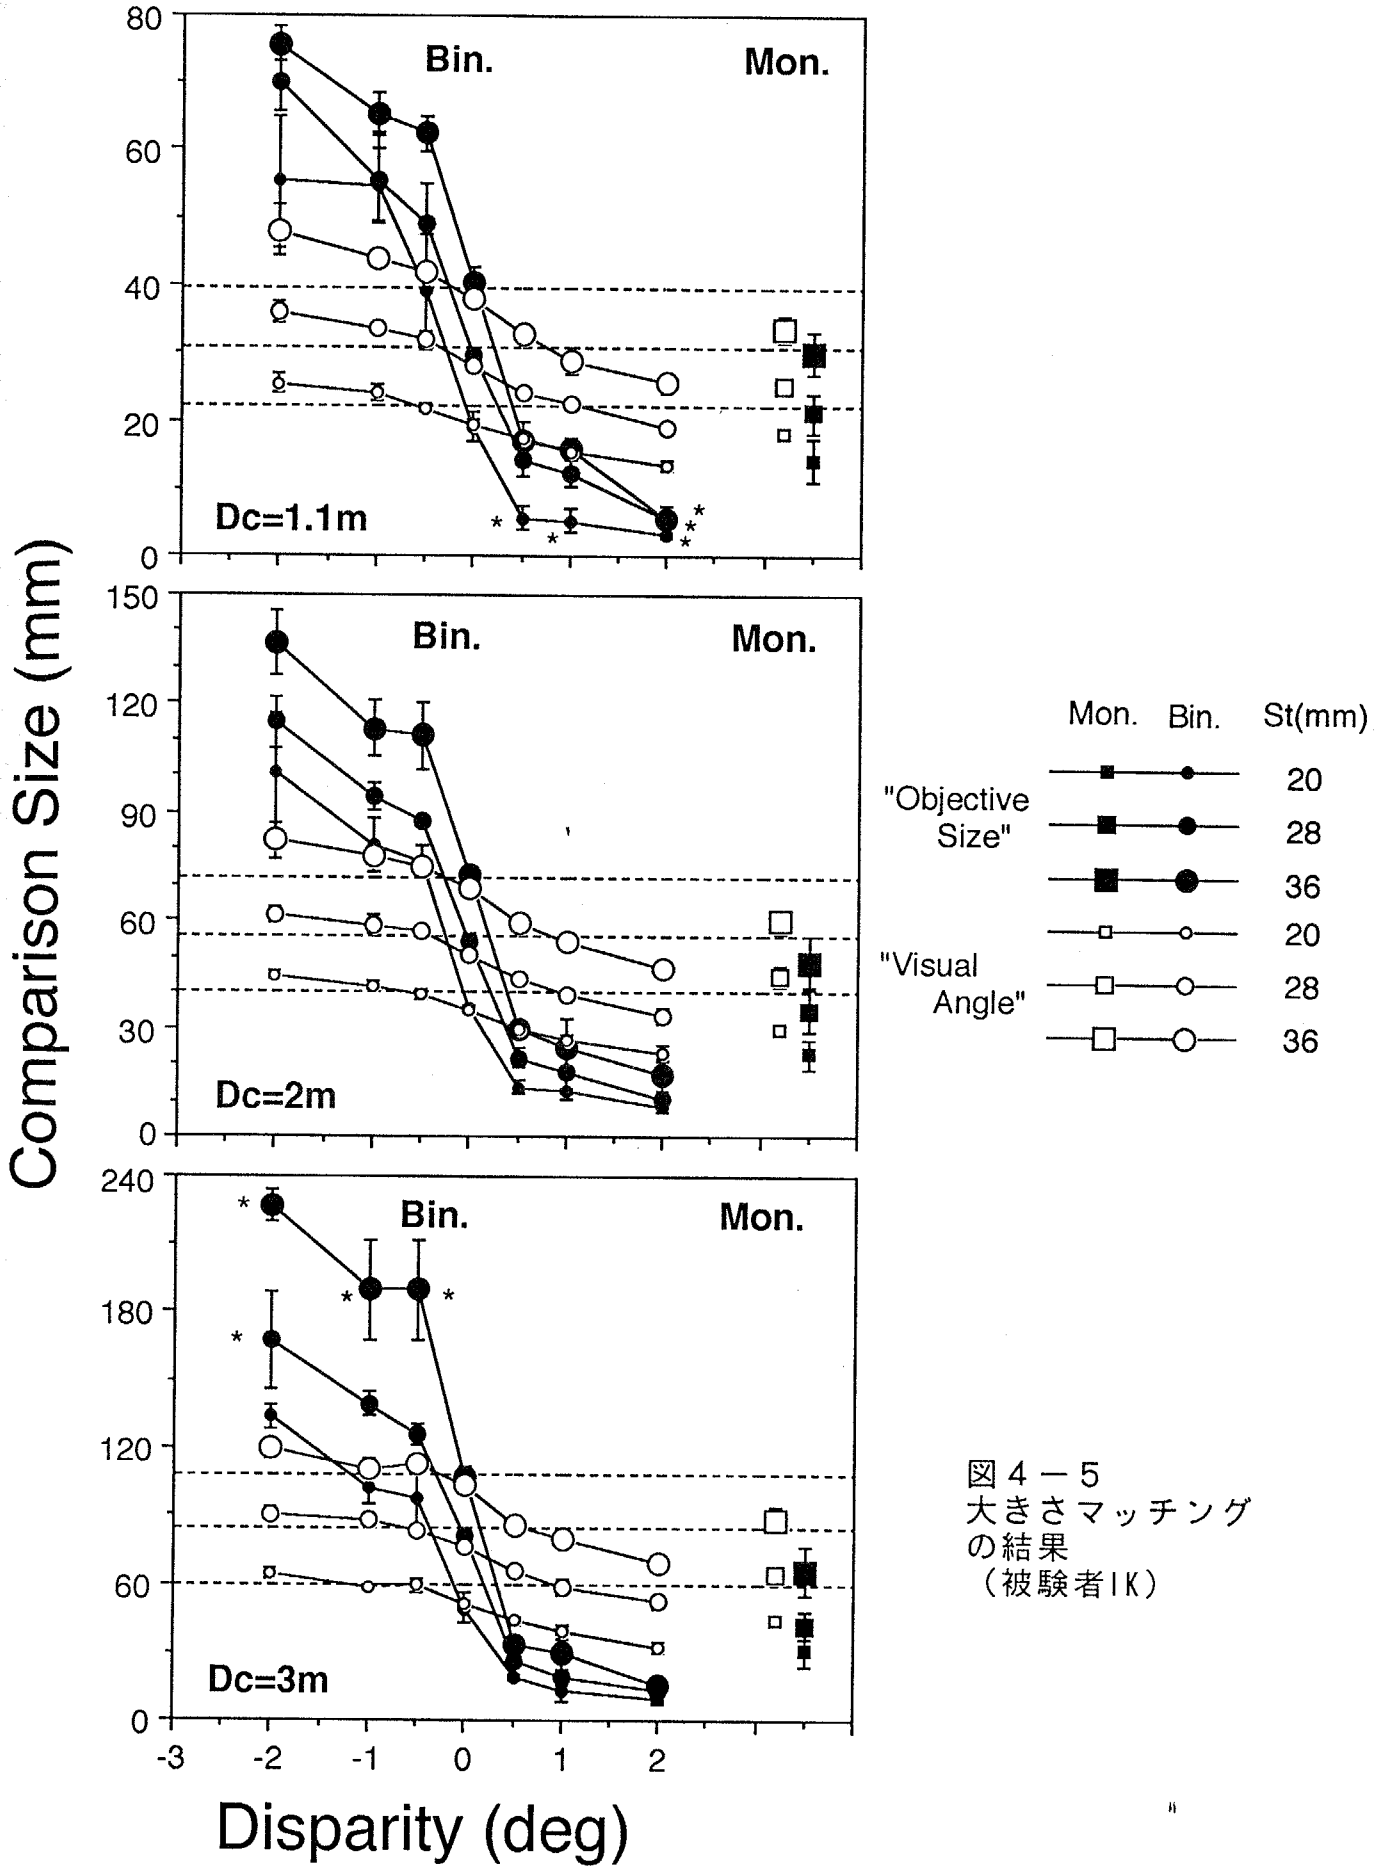 Comparison Size (mm)
80
60
40
20
0
Bin.
Mon.
*
*
*
*
*
Dc=1.1m
150
120
90
60
30
0
Bin.
Mon.
Dc=2m
240
180
120
60
0
Bin.
Mon.
*
*
*
*
Dc=3m
-3 -2 -1 0 1 2
Disparity (deg)
Mon. Bin. St(mm)
"Objective
Size"
20
28
36
"Visual
Angle"
20
28
36
図4-5
大きさマッチング
の結果
(被験者IK)